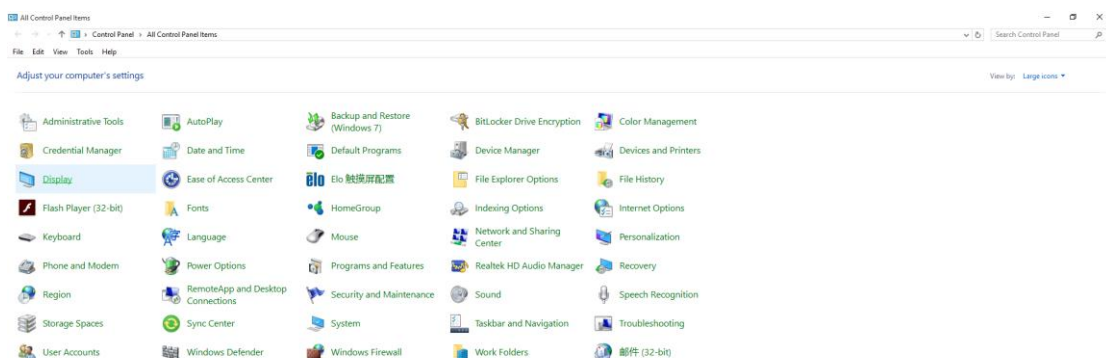 All Control Panel Items
Control Panel > All Control Panel Items
Search Control Panel
File Edit View Tools Help
Adjust your computer's settings
View by: Large icons
Administrative Tools
AutoPlay
Backup and Restore
(Windows 7)
BitLocker Drive Encryption
Color Management
Credential Manager
Date and Time
Default Programs
Device Manager
Devices and Printers
Display
Ease of Access Center
elo
Elo 触摸屏配置
File Explorer Options
File History
Flash Player (32-bit)
Fonts
HomeGroup
Indexing Options
Internet Options
Keyboard
Language
Mouse
Network and Sharing
Center
Personalization
Phone and Modem
Power Options
Programs and Features
Realtek HD Audio Manager
Recovery
Region
RemoteApp and Desktop
Connections
Security and Maintenance
Sound
Speech Recognition
Storage Spaces
Sync Center
System
Taskbar and Navigation
Troubleshooting
User Accounts
Windows Defender
Windows Firewall
Work Folders
邮件 (32-bit)